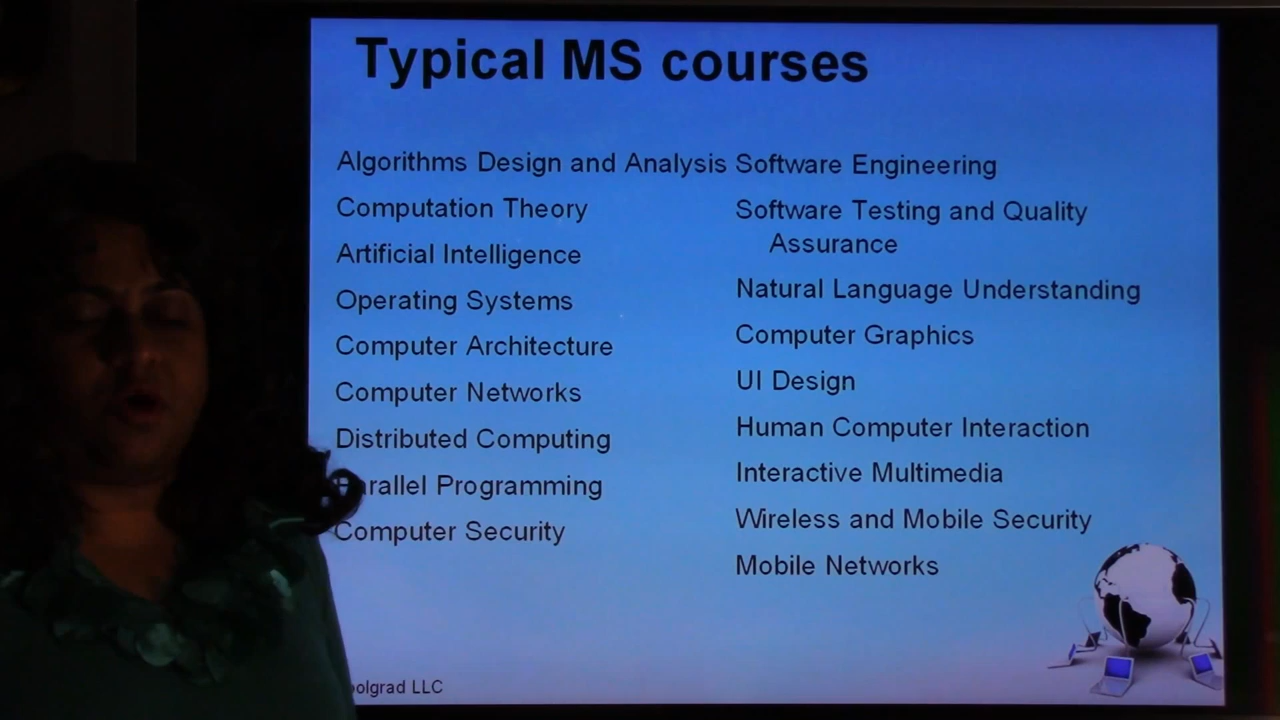 Typical MS courses
Algorithms Design and Analysis
Computation Theory
Artificial Intelligence
Operating Systems
Computer Architecture
Computer Networks
Distributed Computing
Programming
Computer Security
Software Engineering
Software Testing and Quality
Assurance
Natural Language Understanding
Computer Graphics
UI Design
Human Computer Interaction
Interactive Multimedia
Wireless and Mobile Security
Mobile Networks
LLC